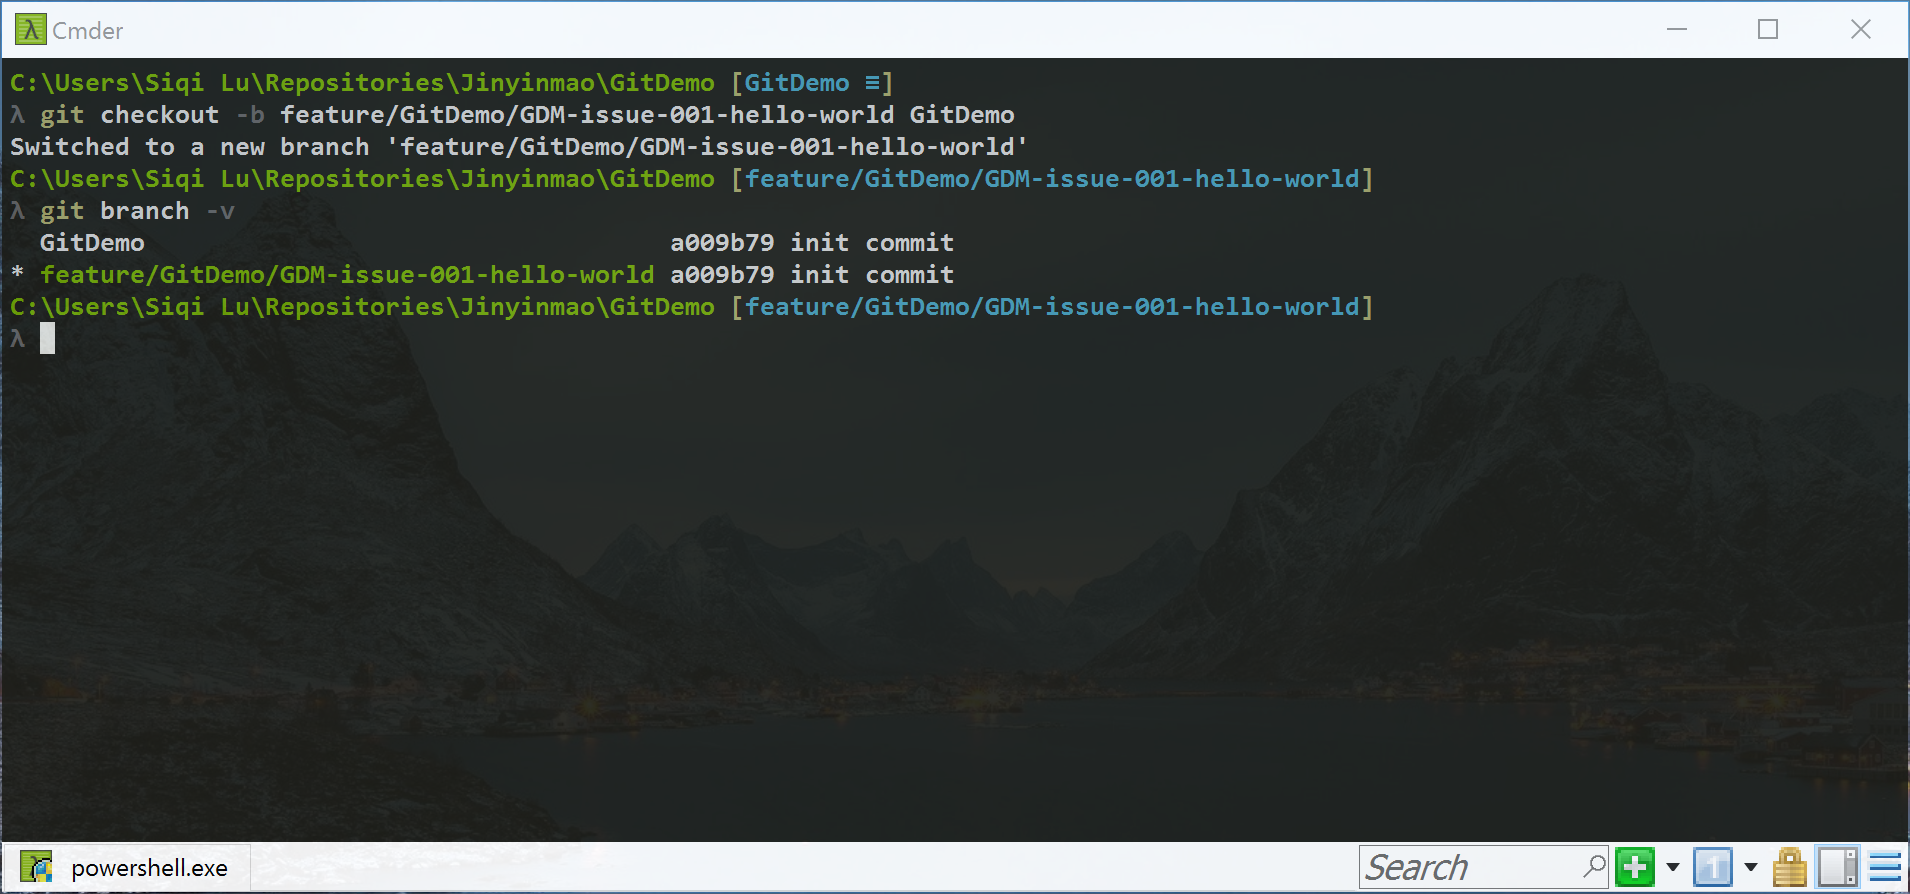 λ Cmder
C:\Users\Siqi Lu\Repositories\Jinyinmao\GitDemo [GitDemo ≡]
λ git checkout -b feature/GitDemo/GDM-issue-001-hello-world GitDemo
Switched to a new branch 'feature/GitDemo/GDM-issue-001-hello-world'
C:\Users\Siqi Lu\Repositories\Jinyinmao\GitDemo [feature/GitDemo/GDM-issue-001-hello-world]
λ git branch -v
  GitDemo                                   a009b79 init commit
* feature/GitDemo/GDM-issue-001-hello-world a009b79 init commit
C:\Users\Siqi Lu\Repositories\Jinyinmao\GitDemo [feature/GitDemo/GDM-issue-001-hello-world]
λ
powershell.exe Search 1